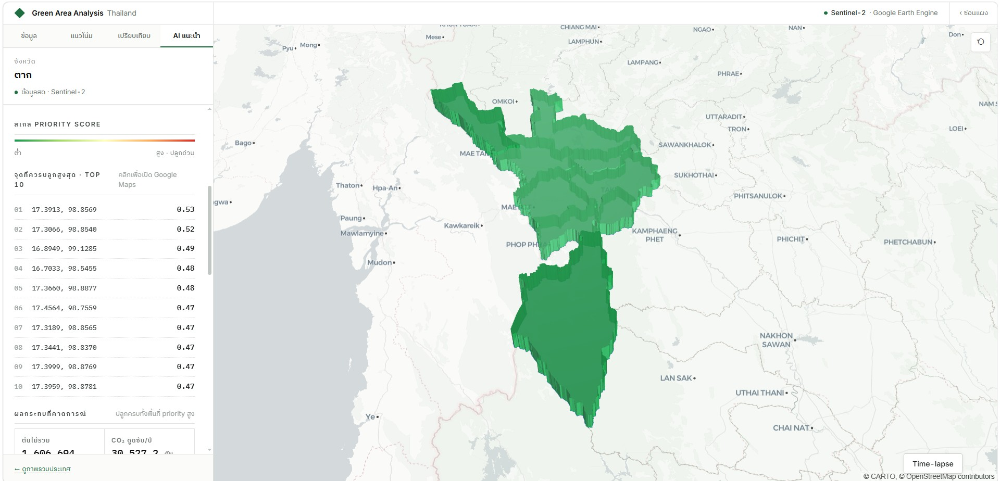 Green Area Analysis Thailand
Sentinel-2 · Google Earth Engine
‹ ซ่อนแผง
ข้อมูล
แนวโน้ม
เปรียบเทียบ
AI แนะนำ
จังหวัด
ตาก
ข้อมูลสด · Sentinel-2
สเกล PRIORITY SCORE
ต่ำ
สูง · ปลูกด่วน
จุดที่ควรปลูกสูงสุด · TOP
10
คลิกเพื่อเปิด Google
Maps
01 17.3913, 98.8569 0.53
02 17.3066, 98.8540 0.52
03 16.8949, 99.1285 0.49
04 16.7033, 98.5455 0.48
05 17.3660, 98.8877 0.48
06 17.4564, 98.7559 0.47
07 17.3189, 98.8565 0.47
08 17.3441, 98.8370 0.47
09 17.3999, 98.8769 0.47
10 17.3959, 98.8781 0.47
ผลกระทบที่คาดการณ์
ปลูกครบทั้งพื้นที่ priority สูง
ต้นไม้รวม
1,606,694
CO₂ ดูดซับ/ปี
30,527.2 ตัน
← ดูภาพรวมประเทศ
CHIANG MAI
NGAO
NAN
Mese
LAMPHUN
Don
Pyu
Mong
LAMPANG
PHRAE
OMKOI
NAM S
UTTARADIT
TRON
LOEI
Bago
SAWANKHALOK
MAE TAN
SUKHOTHAI
Thaton
Hpa-An
PHITSANULOK
gwa
MAE
Paung
Kawkareik
Mawlamyine
KAMPHAENG
PHET
PHOP PHRA
PHICHIT
PHETCHABUN
Mudon
NAKHON
SAWAN
LAN SAK
UTHAI THANI
Ye
CHAI NAT
Time-lapse
© CARTO, © OpenStreetMap contributors